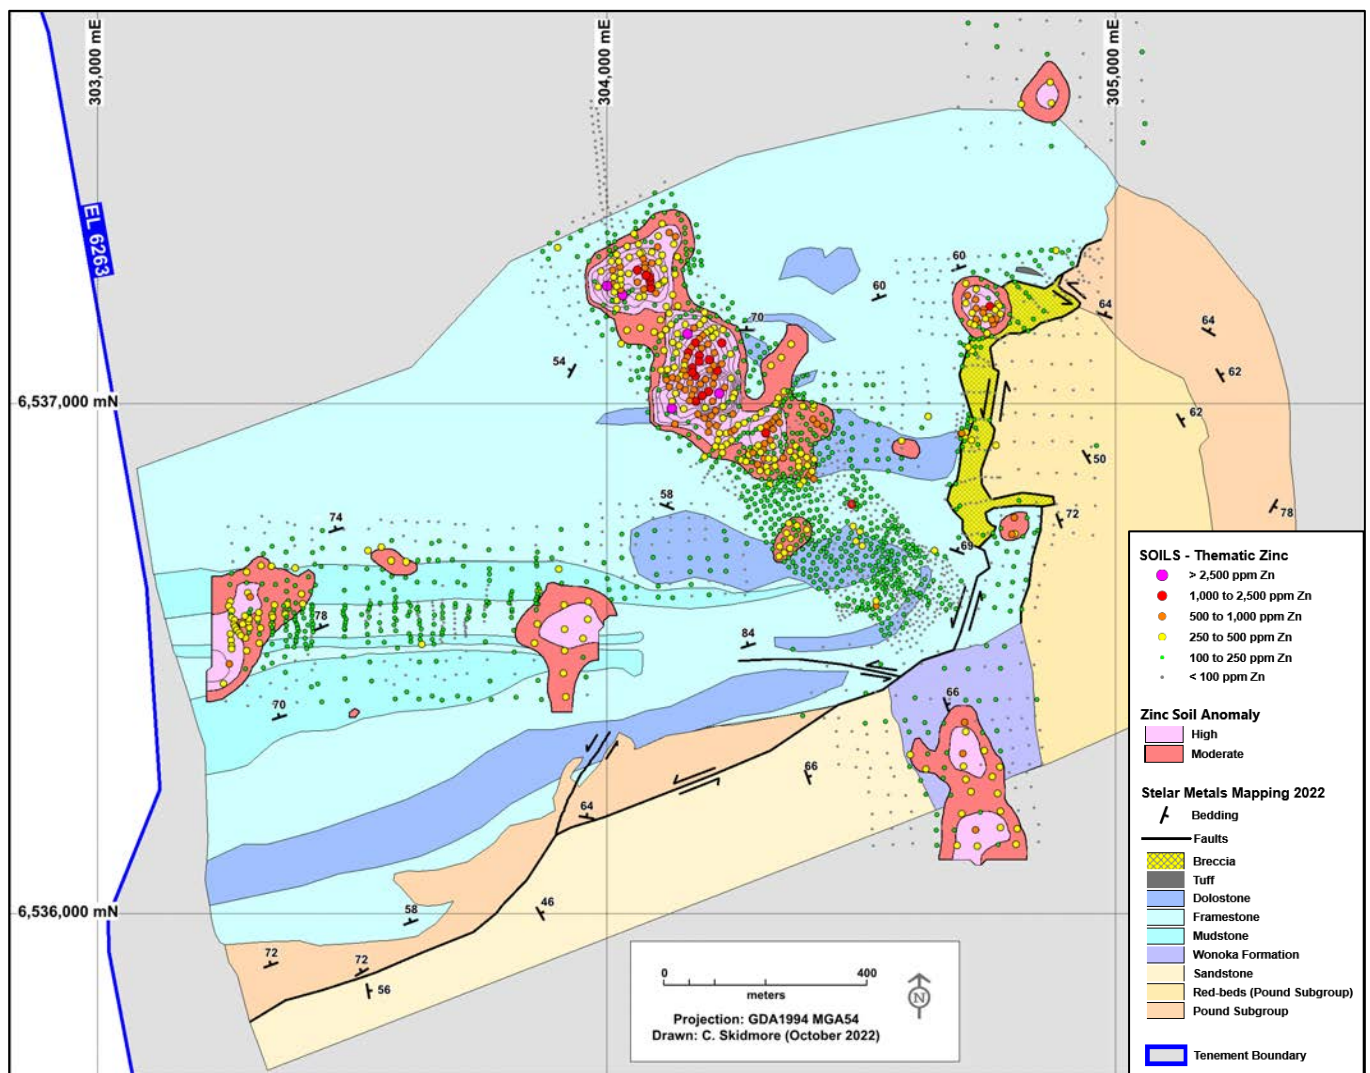 303,000 mE
304,000 mE
305,000 mE
EL 6263
60
60
64
64
70
54
62
6,537,000 mN
62
50
58
74
72
78
69
78
84
70
66
66
64
58
46
6,536,000 mN
72
72
56
SOILS - Thematic Zinc
> 2,500 ppm Zn
1,000 to 2,500 ppm Zn
500 to 1,000 ppm Zn
250 to 500 ppm Zn
100 to 250 ppm Zn
< 100 ppm Zn
Zinc Soil Anomaly
High
Moderate
Stelar Metals Mapping 2022
Bedding
Faults
Breccia
Tuff
Dolostone
Framestone
Mudstone
Wonoka Formation
Sandstone
Red-beds (Pound Subgroup)
Pound Subgroup
Tenement Boundary
0 400
meters
N
Projection: GDA1994 MGA54
Drawn: C. Skidmore (October 2022)